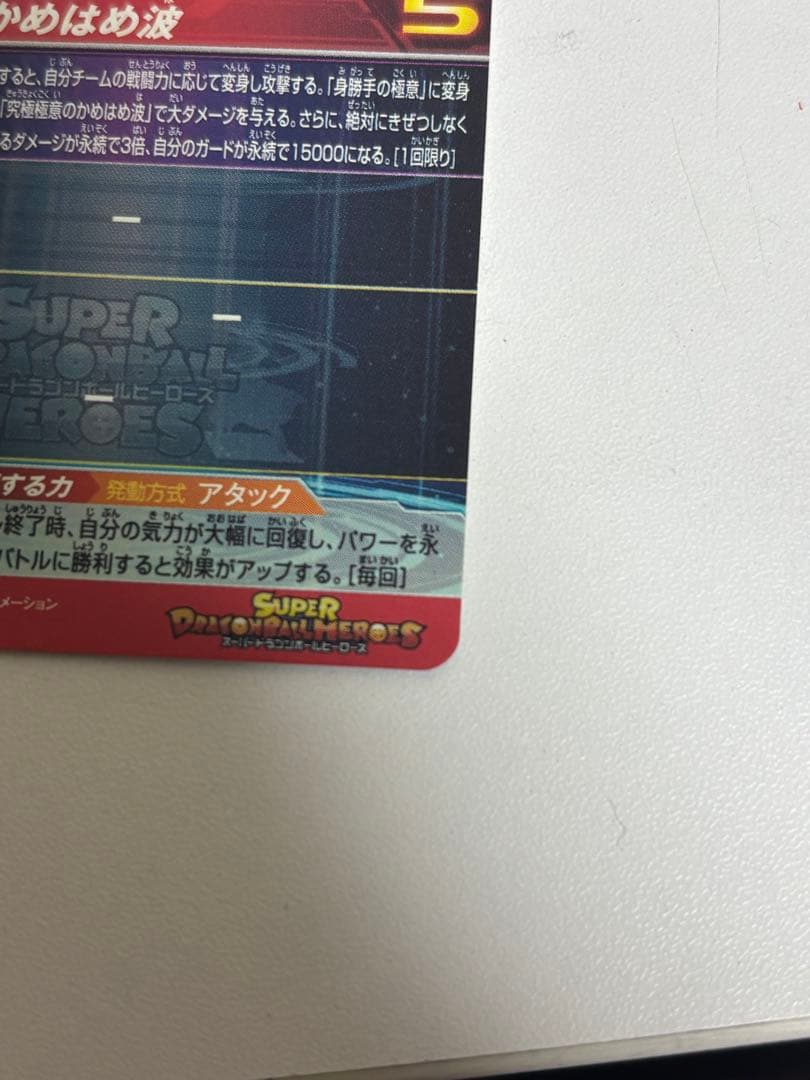 かめはめ波
5
すると、自分チームの戦闘力に応じて変身し攻撃する。「身勝手の極意」に変身
「究極極意のかめはめ波」で大ダメージを与える。さらに、絶対にきぜつしなく
るダメージが永続で3倍、自分のガードが永続で15000になる。[1回限り]
SUPER
DRAGONBALL
スーパードラゴンボールヒーローズ
HEROES
する力 発動方式 アタック
終了時、自分の気力が大幅に回復し、パワーを永
バトルに勝利すると効果がアップする。[毎回]
メーション
SUPER
DRAGONBALL HEROES
スーパードラゴンボールヒーローズ